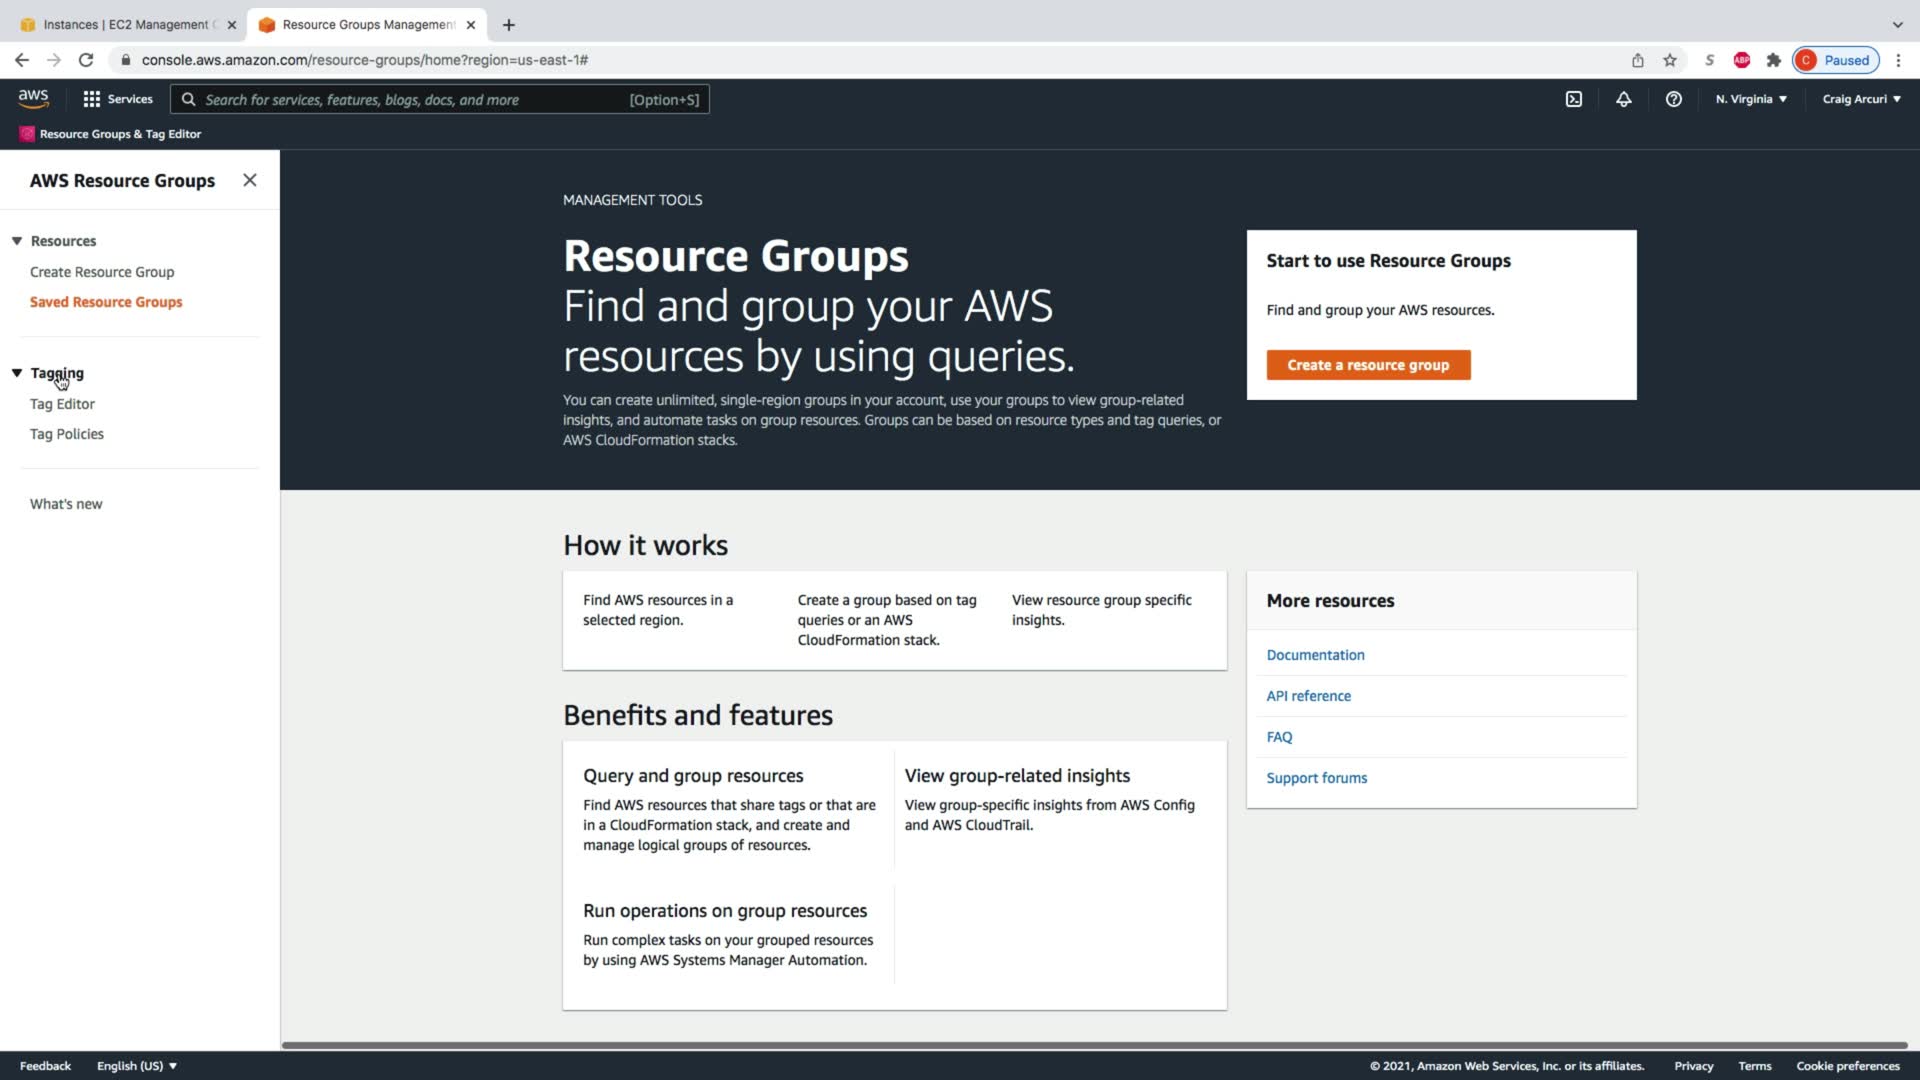 Instances | EC2 Management C
Resource Groups Management
console.aws.amazon.com/resource-groups/home?region=us-east-1#
S
ABP
C Paused
aws
Services
Search for services, features, blogs, docs, and more [Option+S]
N. Virginia
Craig Arcuri
Resource Groups & Tag Editor
AWS Resource Groups
Resources
Create Resource Group
Saved Resource Groups
Tagging
Tag Editor
Tag Policies
What's new
MANAGEMENT TOOLS
Resource Groups
Find and group your AWS
resources by using queries.
You can create unlimited, single-region groups in your account, use your groups to view group-related
insights, and automate tasks on group resources. Groups can be based on resource types and tag queries, or
AWS CloudFormation stacks.
Start to use Resource Groups
Find and group your AWS resources.
Create a resource group
How it works
Find AWS resources in a
selected region.
Create a group based on tag
queries or an AWS
CloudFormation stack.
View resource group specific
insights.
More resources
Documentation
API reference
FAQ
Support forums
Benefits and features
Query and group resources
Find AWS resources that share tags or that are
in a CloudFormation stack, and create and
manage logical groups of resources.
View group-related insights
View group-specific insights from AWS Config
and AWS CloudTrail.
Run operations on group resources
Run complex tasks on your grouped resources
by using AWS Systems Manager Automation.
Feedback
English (US)
© 2021, Amazon Web Services, Inc. or its affiliates.
Privacy
Terms
Cookie preferences